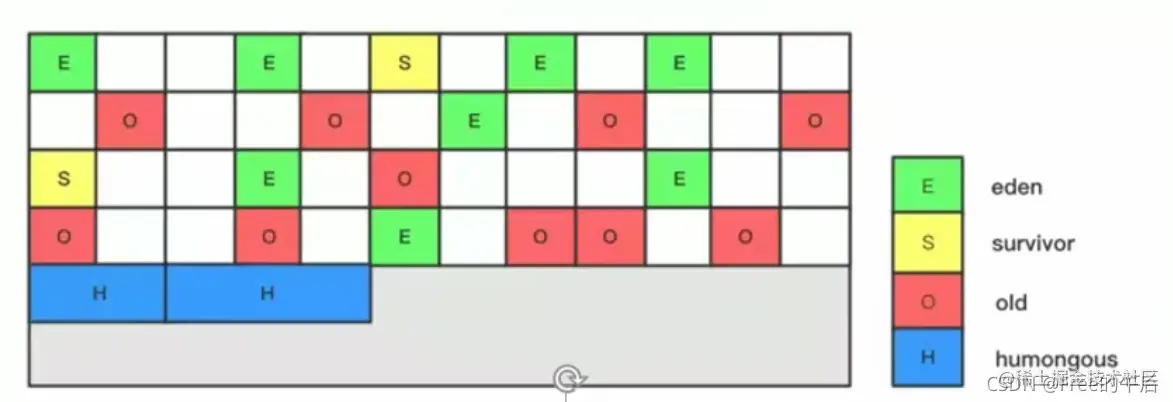 E E S E E
O O E O O
S E O E
O O E O O O
H H
E eden
S survivor
O old
H humongous
@稀土掘金技术社区
CSDN @Free的午后